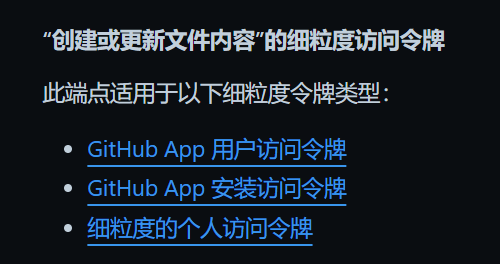 “创建或更新文件内容”的细粒度访问令牌
此端点适用于以下细粒度令牌类型：
GitHub App 用户访问令牌
GitHub App 安装访问令牌
细粒度的个人访问令牌